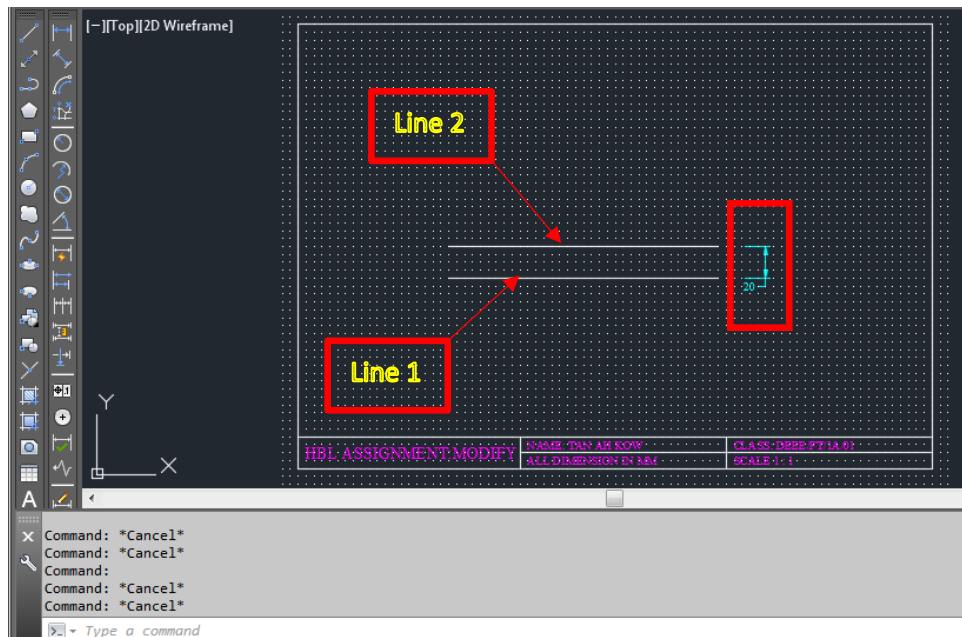 [−][Top][2D Wireframe]
Line 2
20
Line 1
Y
X
HBL ASSIGNMENT MODIFY
NAME: TAN AH KOW
CLASS: DEEE FT 1A 01
ALL DIMENSION IN MM
SCALE 1 : 1
A
Command: *Cancel*
Command: *Cancel*
Command:
Command: *Cancel*
Command: *Cancel*
Type a command